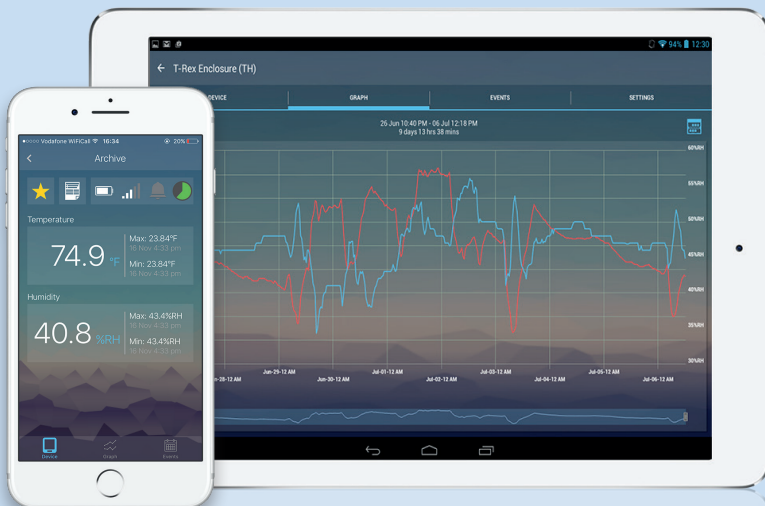 94% 12:30
T-Rex Enclosure (TH)
DEVICE
GRAPH
EVENTS
SETTINGS
26 Jun 10:40 PM - 06 Jul 12:18 PM
9 days 13 hrs 38 mins
60%RH
55%RH
50%RH
45%RH
40%RH
35%RH
30%RH
n-28-12 AM
Jun-29-12 AM
Jun-30-12 AM
Jul-01-12 AM
Jul-02-12 AM
Jul-03-12 AM
Jul-04-12 AM
Jul-05-12 AM
Jul-06-12 AM
Vodafone WiFiCall 16:34 20%
Archive
Temperature
74.9 °F
Max: 23.84°F
16 Nov 4:33 pm
Min: 23.84°F
16 Nov 4:33 pm
Humidity
40.8 %RH
Max: 43.4%RH
16 Nov 4:33 pm
Min: 43.4%RH
16 Nov 4:33 pm
Device
Graph
Events